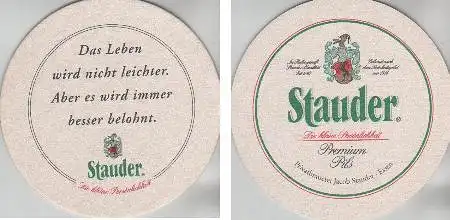 Das Leben
wird nicht leichter.
Aber es wird immer
besser belohnt.
Stauder
Die kleine Persönlichkeit
Stauder
Die kleine Persönlichkeit
Premium
Pils
Privatbrauerei Jacob Stauder, Essen